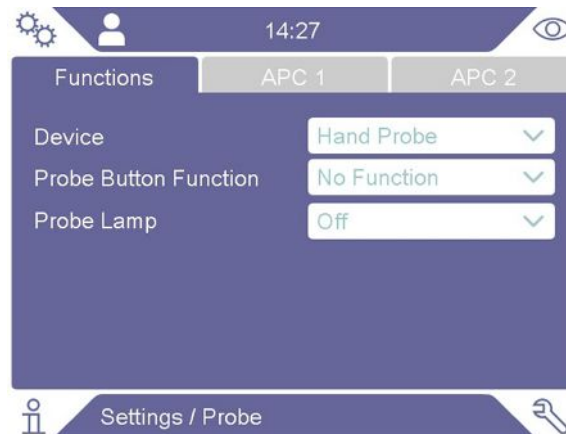 14:27
Functions APC 1 APC 2
Device Hand Probe
Probe Button Function No Function
Probe Lamp Off
Settings / Probe